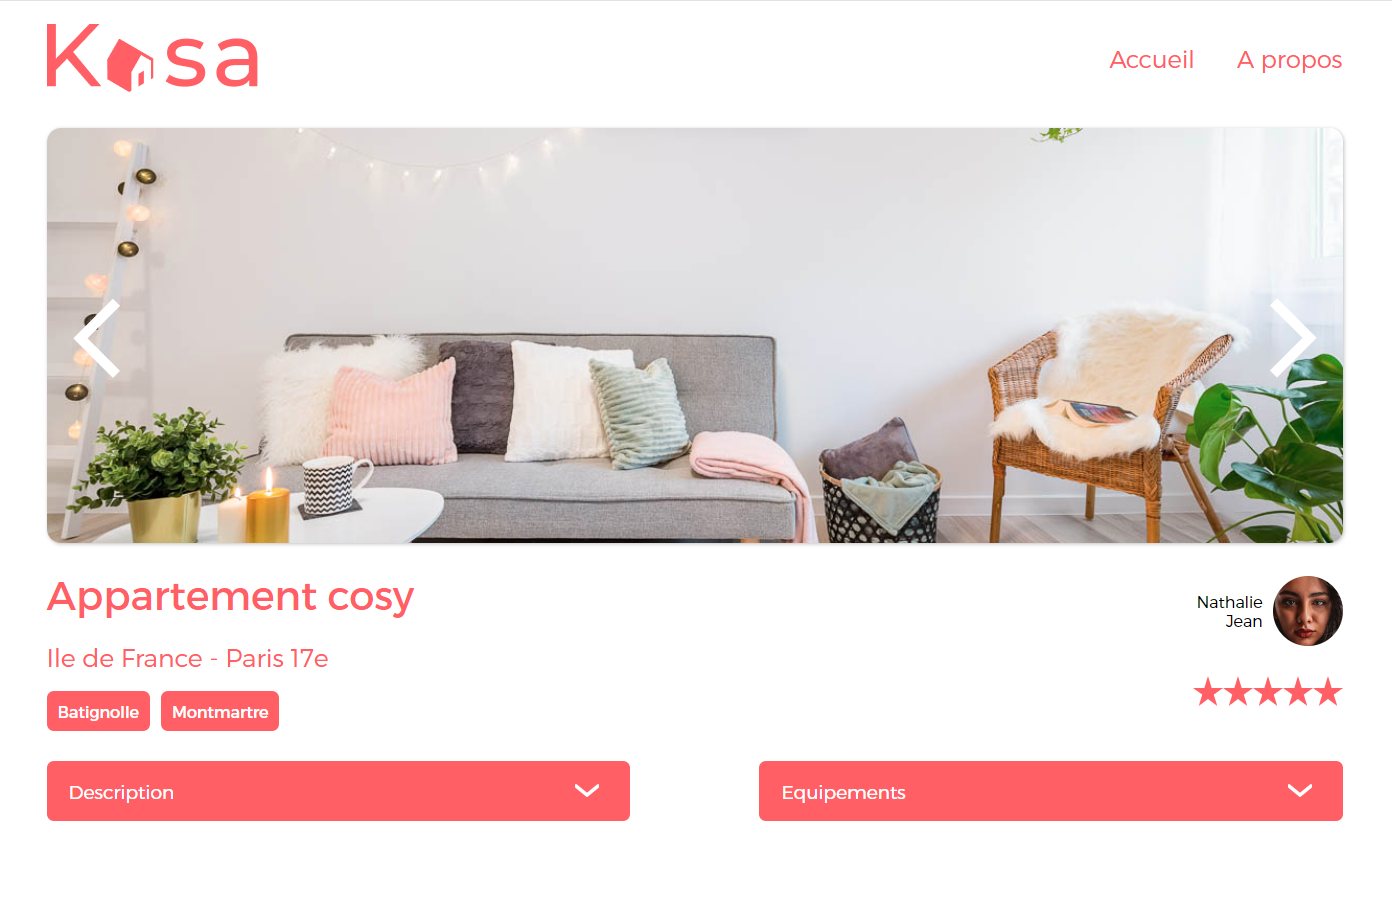 Kasa
Accueil
A propos
Appartement cosy
Nathalie
Jean
Ile de France - Paris 17e
Batignolle
Montmartre
Description
Equipements